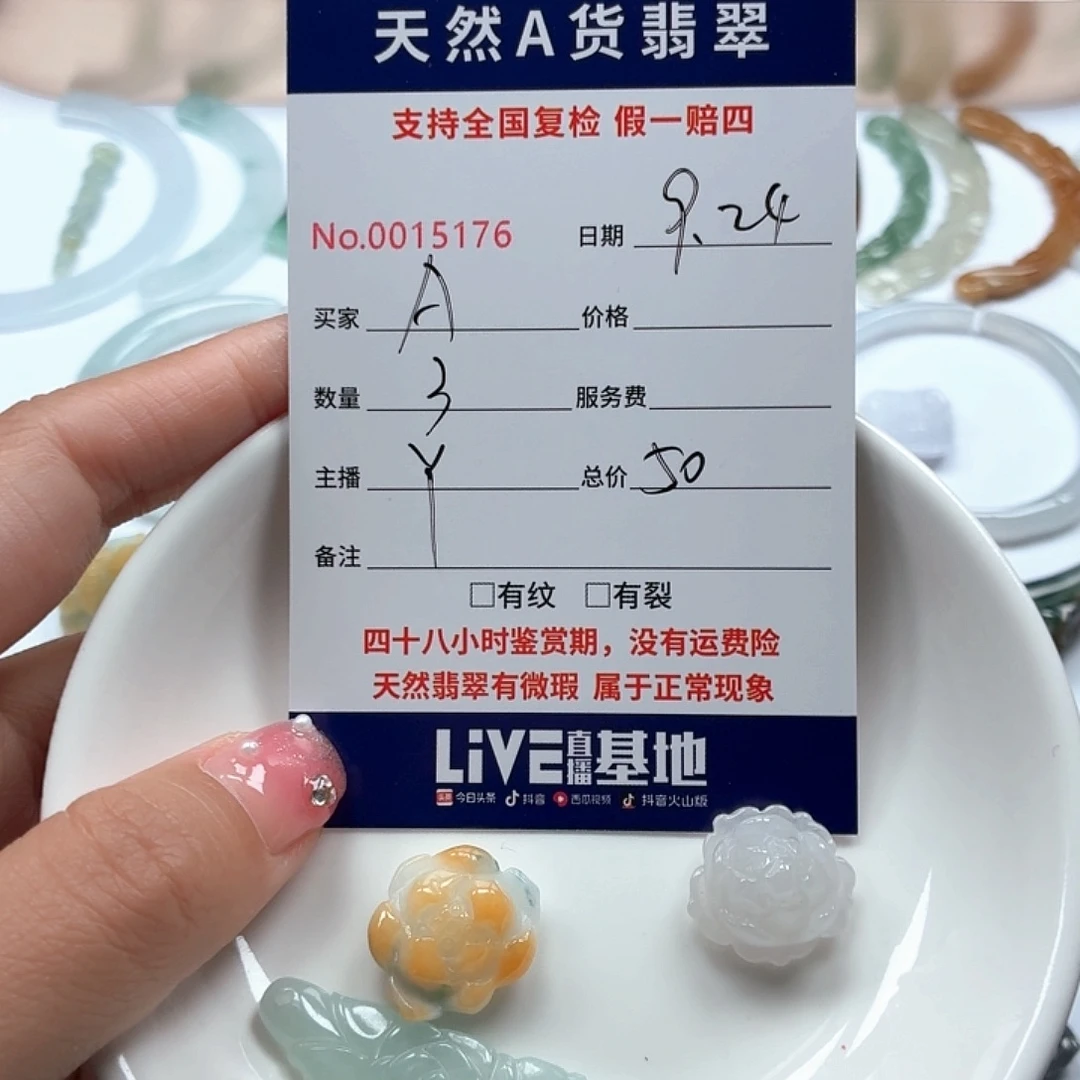 天然A货翡翠
支持全国复检 假一赔四
No.0015176 日期 9.24
买家 A 价格
数量 3 服务费
主播 Y 总价 50
备注
□有纹 □有裂
四十八小时鉴赏期，没有运费险
天然翡翠有微瑕 属于正常现象
LiVE直播基地
头条 今日头条 抖音 西瓜视频 抖音火山版